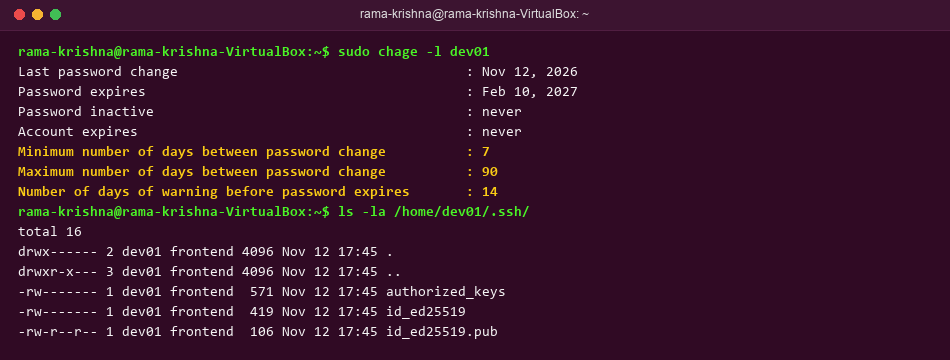 rama-krishna@rama-krishna-VirtualBox: ~
rama-krishna@rama-krishna-VirtualBox:~$ sudo chage -l dev01
Last password change                                    : Nov 12, 2026
Password expires                                        : Feb 10, 2027
Password inactive                                       : never
Account expires                                         : never
Minimum number of days between password change          : 7
Maximum number of days between password change          : 90
Number of days of warning before password expires       : 14
rama-krishna@rama-krishna-VirtualBox:~$ ls -la /home/dev01/.ssh/
total 16
drwx------ 2 dev01 frontend 4096 Nov 12 17:45 .
drwxr-x--- 3 dev01 frontend 4096 Nov 12 17:45 ..
-rw------- 1 dev01 frontend  571 Nov 12 17:45 authorized_keys
-rw------- 1 dev01 frontend  419 Nov 12 17:45 id_ed25519
-rw-r--r-- 1 dev01 frontend  106 Nov 12 17:45 id_ed25519.pub